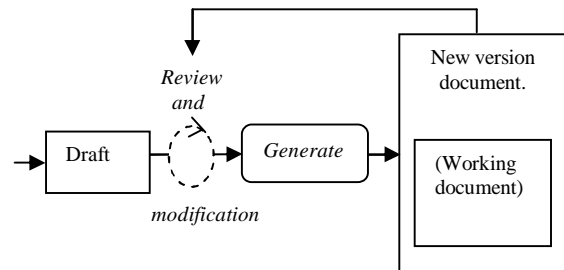 Review
and
modification
Draft
Generate
New version
document.
(Working
document)